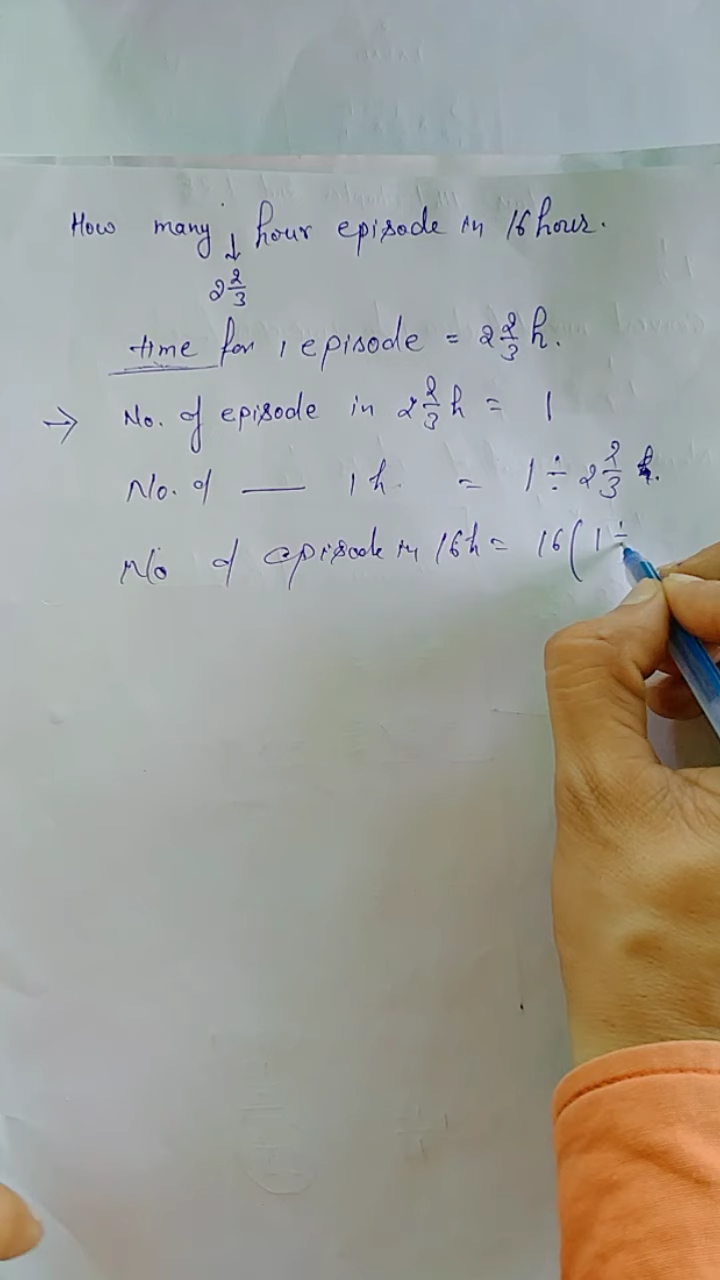 How many ↓ hour episode in 16 hour.
2 2/3
time for 1 episode = 2 2/3 h.
→ No. of episode in 2 2/3 h = 1
No. of — 1 h. = 1 ÷ 2 2/3
No of episode in 16h = 16(1 ÷